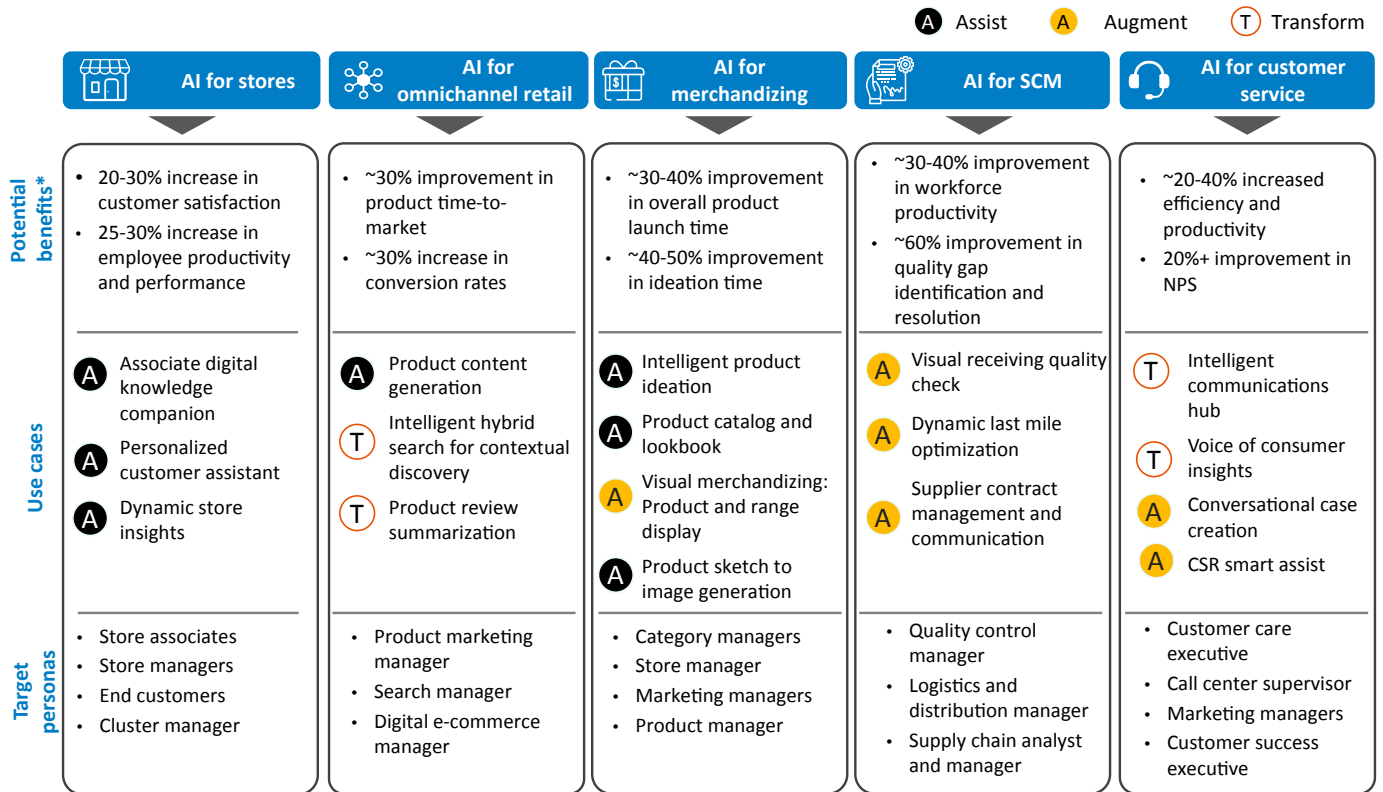 A Assist A Augment T Transform
AI for stores
AI for
omnichannel retail
AI for
merchandizing
AI for SCM
AI for customer
service
Potential
benefits*
• 20-30% increase in
customer satisfaction
• 25-30% increase in
employee productivity
and performance
• ~30% improvement in
product time-to-
market
• ~30% increase in
conversion rates
• ~30-40% improvement
in overall product
launch time
• ~40-50% improvement
in ideation time
• ~30-40% improvement
in workforce
productivity
• ~60% improvement in
quality gap
identification and
resolution
• ~20-40% increased
efficiency and
productivity
• 20%+ improvement in
NPS
Use cases
A Associate digital
knowledge
companion
A Personalized
customer assistant
A Dynamic store
insights
A Product content
generation
T Intelligent hybrid
search for contextual
discovery
T Product review
summarization
A Intelligent product
ideation
A Product catalog and
lookbook
A Visual merchandizing:
Product and range
display
A Product sketch to
image generation
A Visual receiving quality
check
A Dynamic last mile
optimization
A Supplier contract
management and
communication
T Intelligent
communications
hub
T Voice of consumer
insights
A Conversational case
creation
A CSR smart assist
Target
personas
• Store associates
• Store managers
• End customers
• Cluster manager
• Product marketing
manager
• Search manager
• Digital e-commerce
manager
• Category managers
• Store manager
• Marketing managers
• Product manager
• Quality control
manager
• Logistics and
distribution manager
• Supply chain analyst
and manager
• Customer care
executive
• Call center supervisor
• Marketing managers
• Customer success
executive